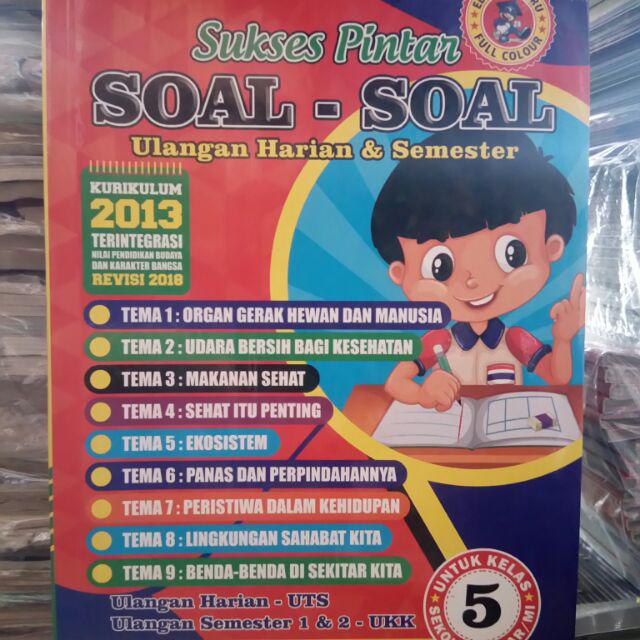 Sukses Pintar
FULL COLOUR
SOAL - SOAL
Ulangan Harian & Semester
KURIKULUM
2013
TERINTEGRASI
NILAI PENDIDIKAN BUDAYA
DAN KARAKTER BANGSA
REVISI 2018
TEMA 1 : ORGAN GERAK HEWAN DAN MANUSIA
TEMA 2 : UDARA BERSIH BAGI KESEHATAN
TEMA 3 : MAKANAN SEHAT
TEMA 4 : SEHAT ITU PENTING
TEMA 5 : EKOSISTEM
TEMA 6 : PANAS DAN PERPINDAHANNYA
TEMA 7 : PERISTIWA DALAM KEHIDUPAN
TEMA 8 : LINGKUNGAN SAHABAT KITA
TEMA 9 : BENDA-BENDA DI SEKITAR KITA
Ulangan Harian - UTS
Ulangan Semester 1 & 2 - UKK
UNTUK KELAS
5